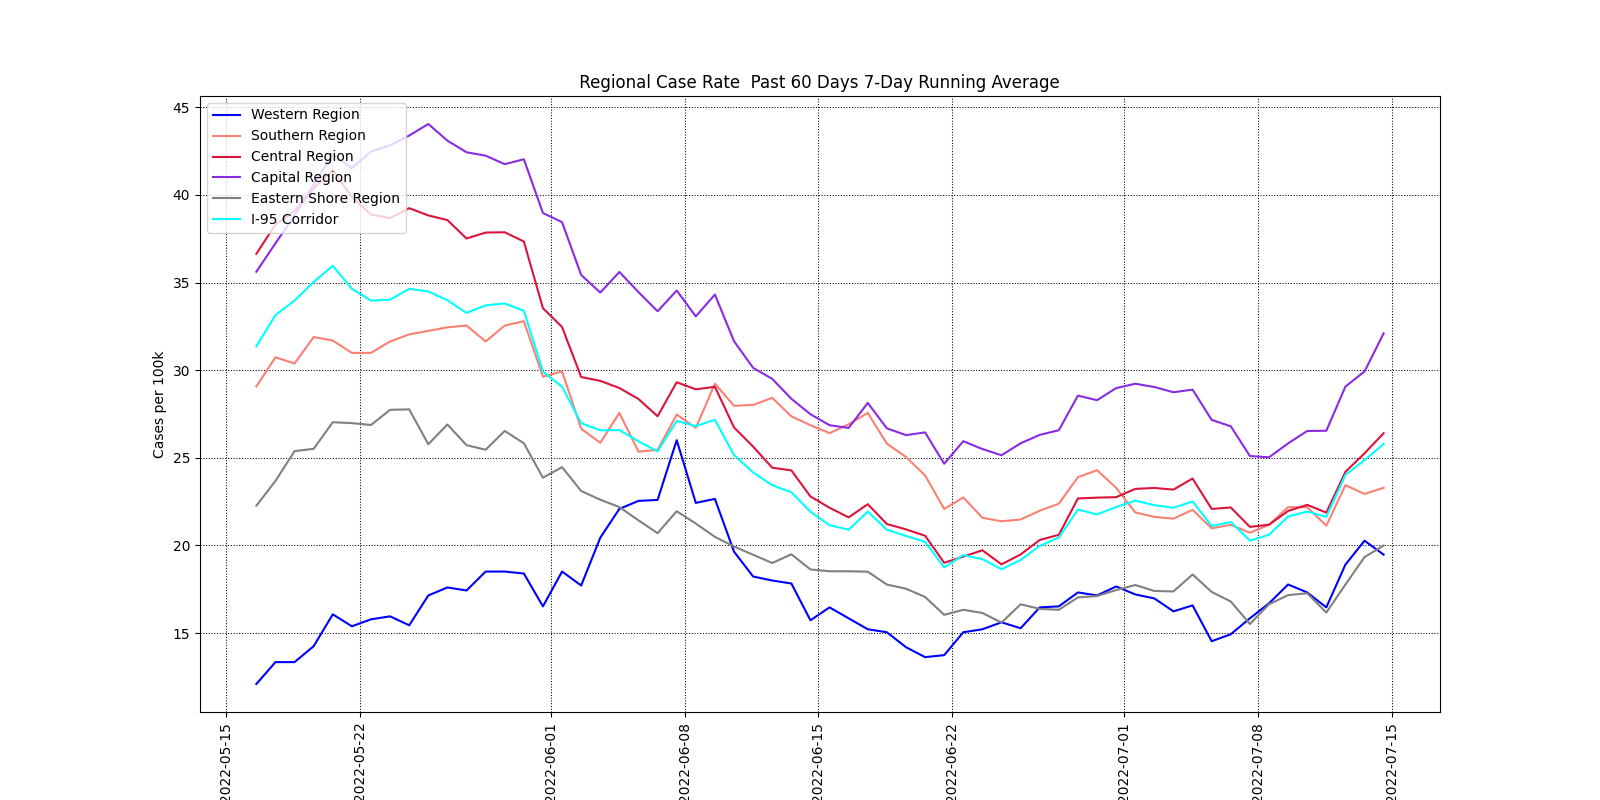 Regional Case Rate  Past 60 Days 7-Day Running Average
Cases per 100k
45
40
35
30
25
20
15
Western Region
Southern Region
Central Region
Capital Region
Eastern Shore Region
I-95 Corridor
2022-05-15
2022-05-22
2022-06-01
2022-06-08
2022-06-15
2022-06-22
2022-07-01
2022-07-08
2022-07-15